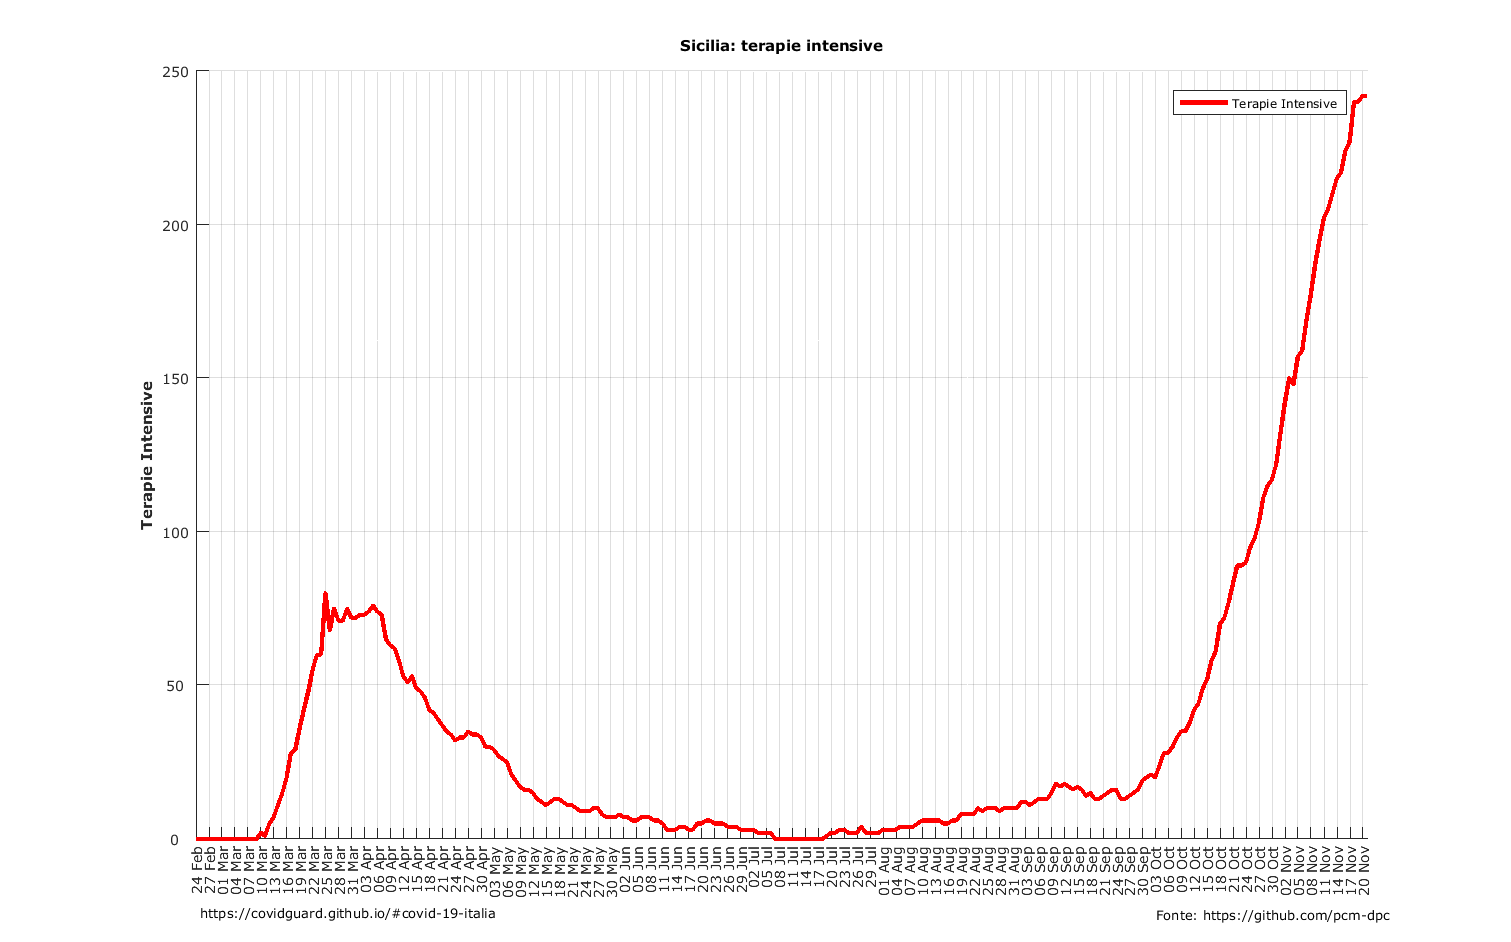 Sicilia: terapie intensive
250
200
150
100
50
0
Terapie Intensive
Terapie Intensive
24 Feb
27 Feb
01 Mar
04 Mar
07 Mar
10 Mar
13 Mar
16 Mar
19 Mar
22 Mar
25 Mar
28 Mar
31 Mar
03 Apr
06 Apr
09 Apr
12 Apr
15 Apr
18 Apr
21 Apr
24 Apr
27 Apr
30 Apr
03 May
06 May
09 May
12 May
15 May
18 May
21 May
24 May
27 May
30 May
02 Jun
05 Jun
08 Jun
11 Jun
14 Jun
17 Jun
20 Jun
23 Jun
26 Jun
29 Jun
02 Jul
05 Jul
08 Jul
11 Jul
14 Jul
17 Jul
20 Jul
23 Jul
26 Jul
29 Jul
01 Aug
04 Aug
07 Aug
10 Aug
13 Aug
16 Aug
19 Aug
22 Aug
25 Aug
28 Aug
31 Aug
03 Sep
06 Sep
09 Sep
12 Sep
15 Sep
18 Sep
21 Sep
24 Sep
27 Sep
30 Sep
03 Oct
06 Oct
09 Oct
12 Oct
15 Oct
18 Oct
21 Oct
24 Oct
27 Oct
30 Oct
02 Nov
05 Nov
08 Nov
11 Nov
14 Nov
17 Nov
20 Nov
https://covidguard.github.io/#covid-19-italia
Fonte: https://github.com/pcm-dpc